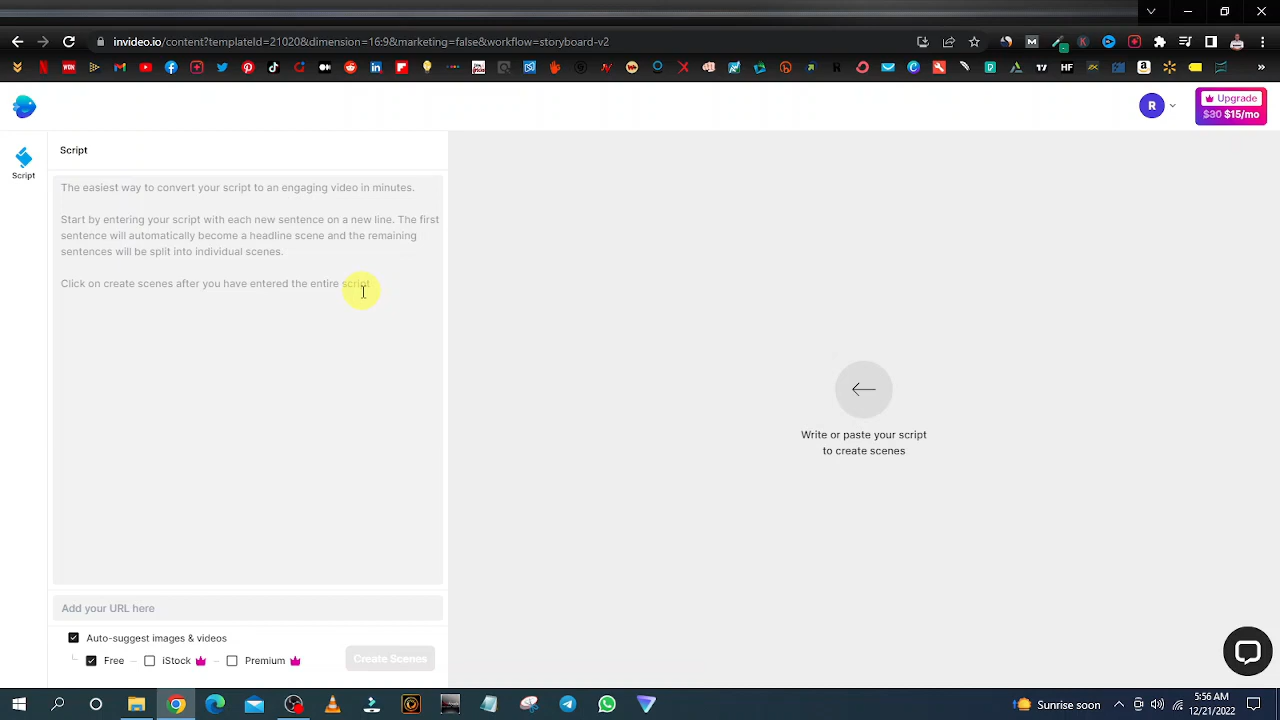 invideo.io/content?templateId=21020&dimension=16:9&marketing=false&workflow=storyboard-v2
R
Upgrade
$30 $15/mo
Script
Script
The easiest way to convert your script to an engaging video in minutes.
Start by entering your script with each new sentence on a new line. The first
sentence will automatically become a headline scene and the remaining
sentences will be split into individual scenes.
Click on create scenes after you have entered the entire script
Write or paste your script
to create scenes
Add your URL here
Auto-suggest images & videos
Free
iStock
Premium
Create Scenes
Sunrise soon
5:56 AM
12/21/2022